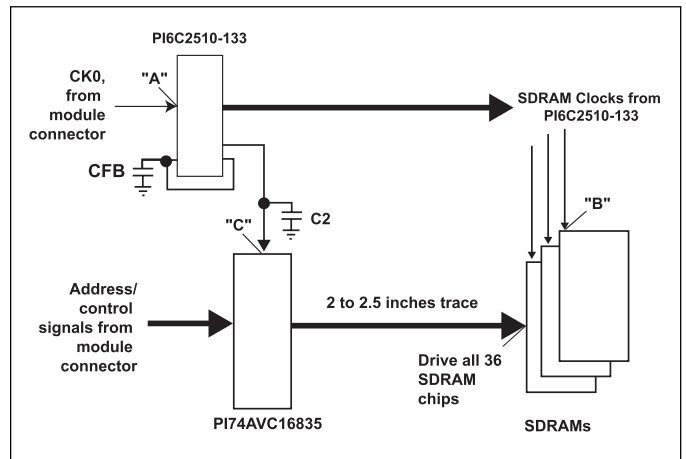 PI6C2510-133
CK0,
from
module
connector
"A"
SDRAM Clocks from
PI6C2510-133
CFB
C2
"B"
"C"
Address/
control
signals from
module
connector
2 to 2.5 inches trace
Drive all 36
SDRAM
chips
PI74AVC16835
SDRAMs